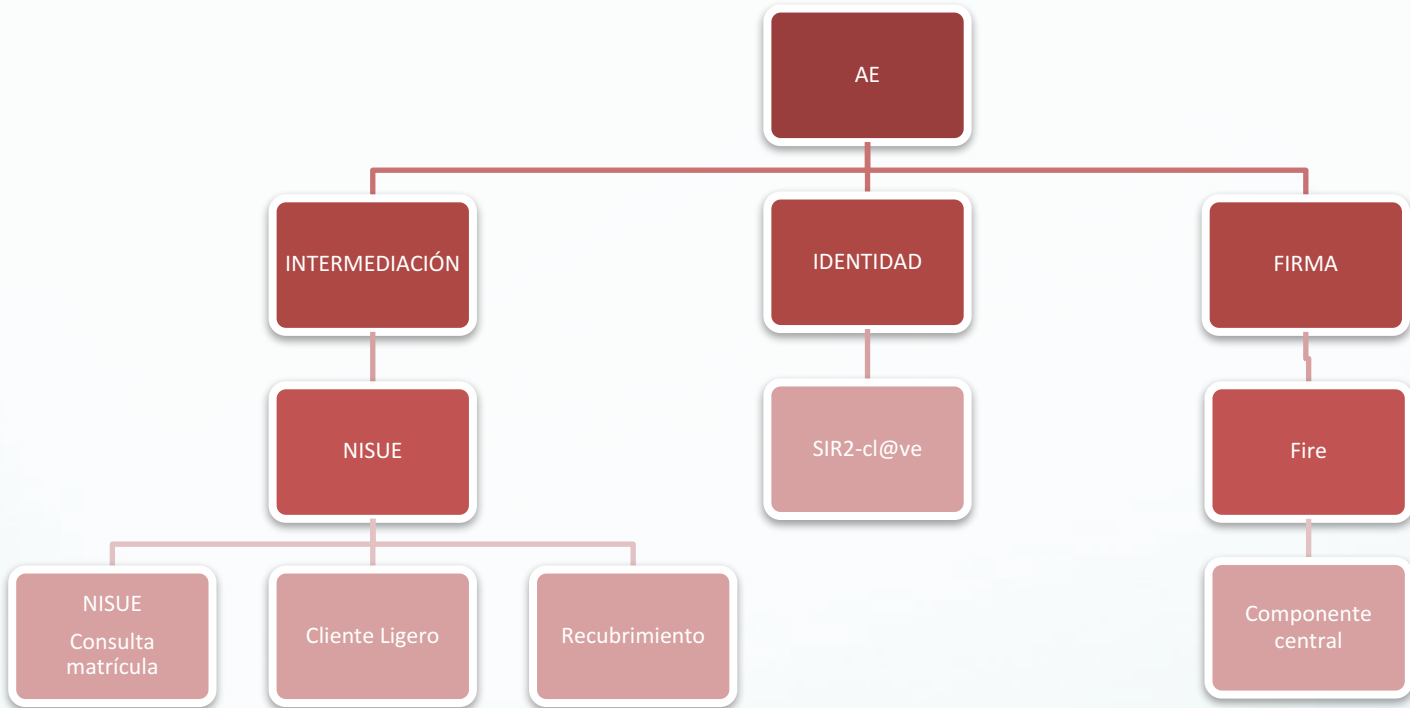 AE
INTERMEDIACIÓN
IDENTIDAD
FIRMA
NISUE
SIR2-cl@ve
Fire
NISUE
Consulta
matrícula
Cliente Ligero
Recubrimiento
Componente
central